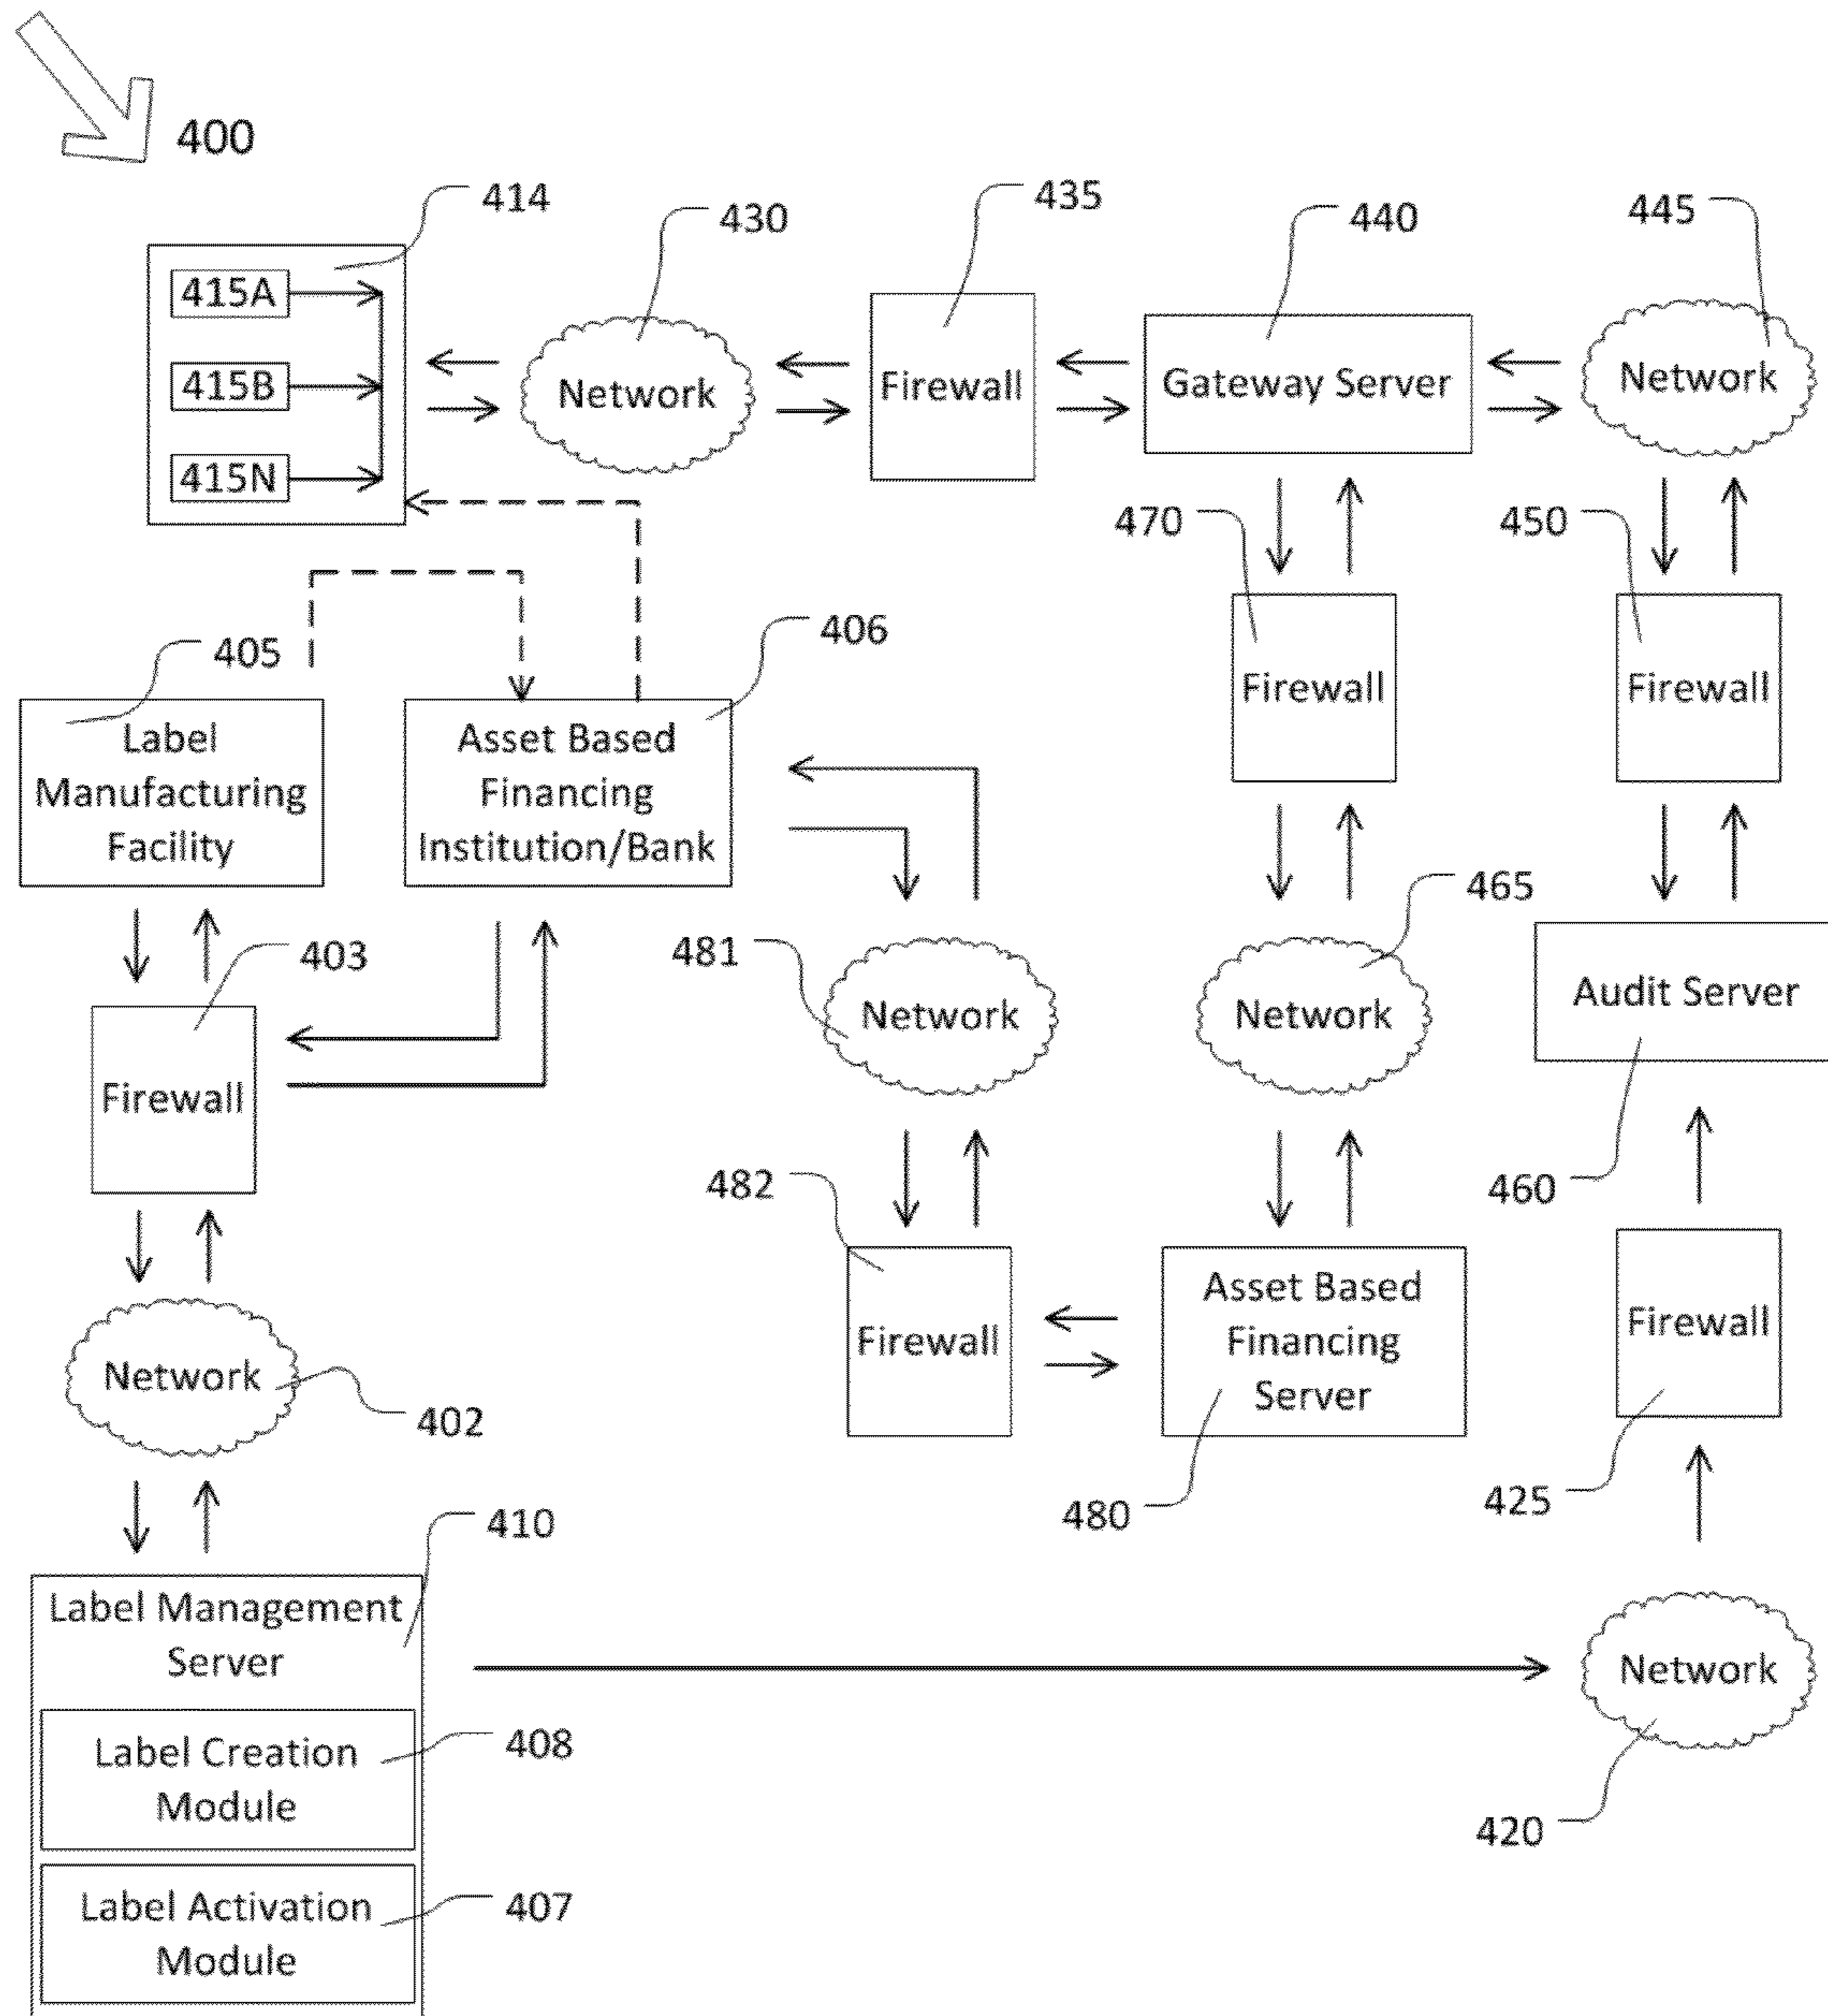 400
414
430
435
440
445
415A
415B
415N
Network
Firewall
Gateway Server
Network
470
450
405
406
Firewall
Firewall
Label
Manufacturing
Facility
Asset Based
Financing
Institution/Bank
465
403
481
Network
Network
Audit Server
Firewall
482
460
Network
402
Firewall
Asset Based
Financing
Server
Firewall
480
425
410
Label Management
Server
Network
Label Creation
Module
408
420
Label Activation
Module
407